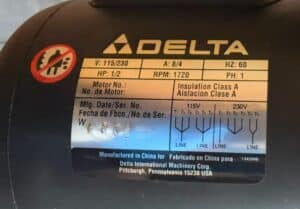 DELTA
V: 115/230 A: 8/4 HZ: 60
HP: 1/2 RPM: 1720 PH: 1
Motor No.: Insulation Class A
No. de Motor: Aislacion Clase A
Mfg. Date/Ser. No. 115V 230V
Fecha de Fbcn./No. de Ser.
W
LINE LINE LINE LINE
Manufactured in China for Fabricado en China para
Delta International Machinery Corp.
Pittsburgh, Pennsylvania 15238 USA